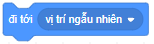 đi tới vị trí ngẫu nhiên